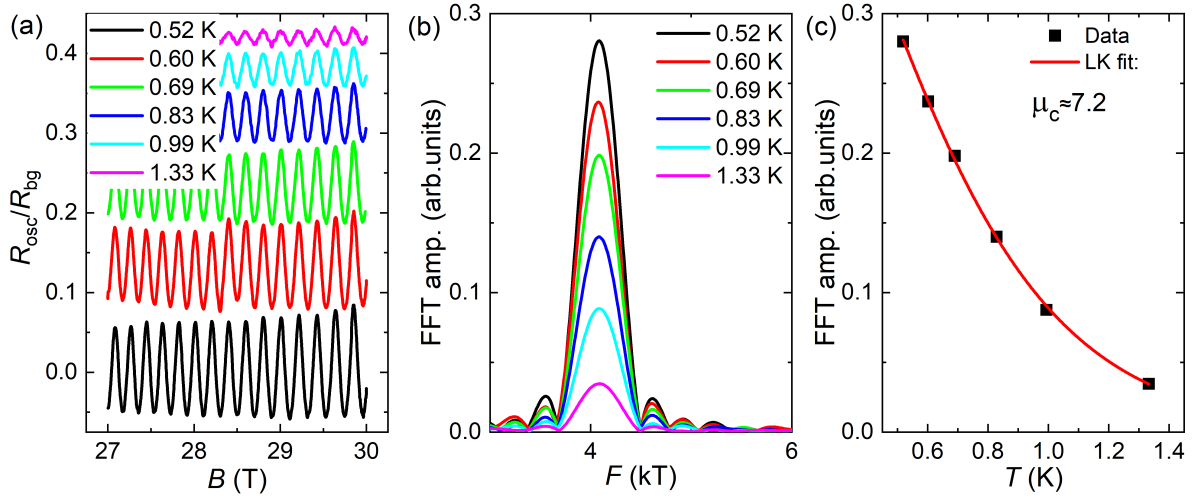 (a)
0.52 K
0.60 K
0.69 K
0.83 K
0.99 K
1.33 K
0.4
0.3
0.2
0.1
0.0
R_osc/R_bg
27
28
29
30
B (T)
(b)
0.52 K
0.60 K
0.69 K
0.83 K
0.99 K
1.33 K
0.3
0.2
0.1
0.0
FFT amp. (arb.units)
4
6
F (kT)
(c)
Data
LK fit:
μc≈7.2
0.3
0.2
0.1
0.0
FFT amp. (arb.units)
0.6
0.8
1.0
1.2
1.4
T (K)